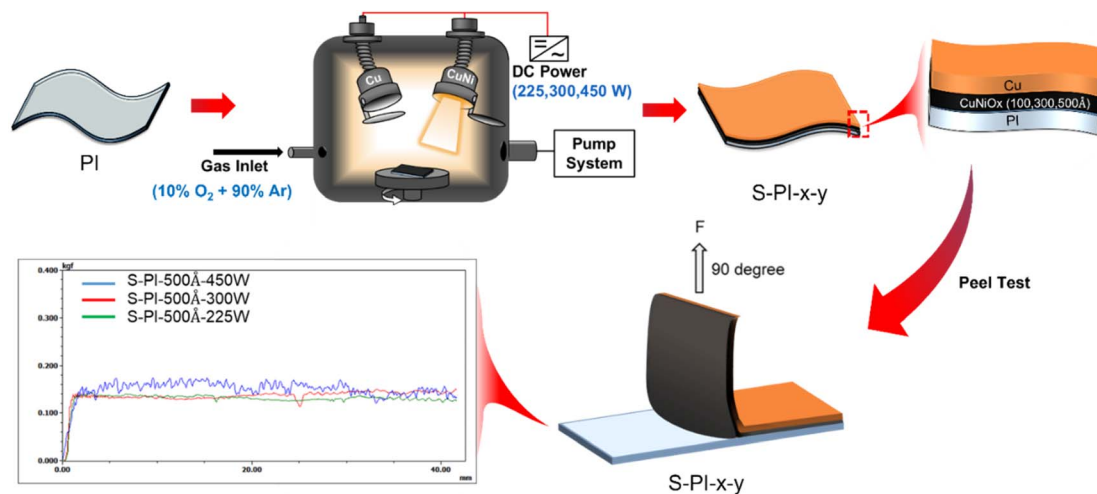 PI
Gas Inlet
(10% O₂ + 90% Ar)
Cu
CuNi
DC Power
(225,300,450 W)
Pump
System
S-PI-x-y
Cu
CuNiOx (100,300,500Å)
PI
Peel Test
F
90 degree
S-PI-x-y
kgf
0.400
0.300
0.200
0.100
0.000
S-PI-500Å-450W
S-PI-500Å-300W
S-PI-500Å-225W
0.00
20.00
40.00
mm